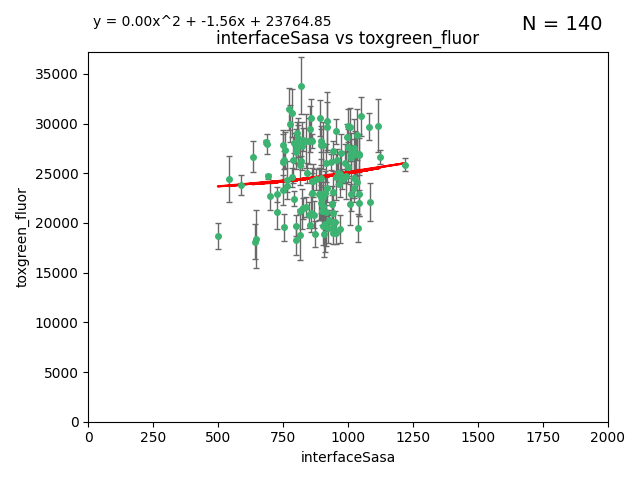 y = 0.00x^2 + -1.56x + 23764.85
N = 140
interfaceSasa vs toxgreen_fluor
35000
30000
25000
20000
15000
10000
5000
0
toxgreen_fluor
0 250 500 750 1000 1250 1500 1750 2000
interfaceSasa